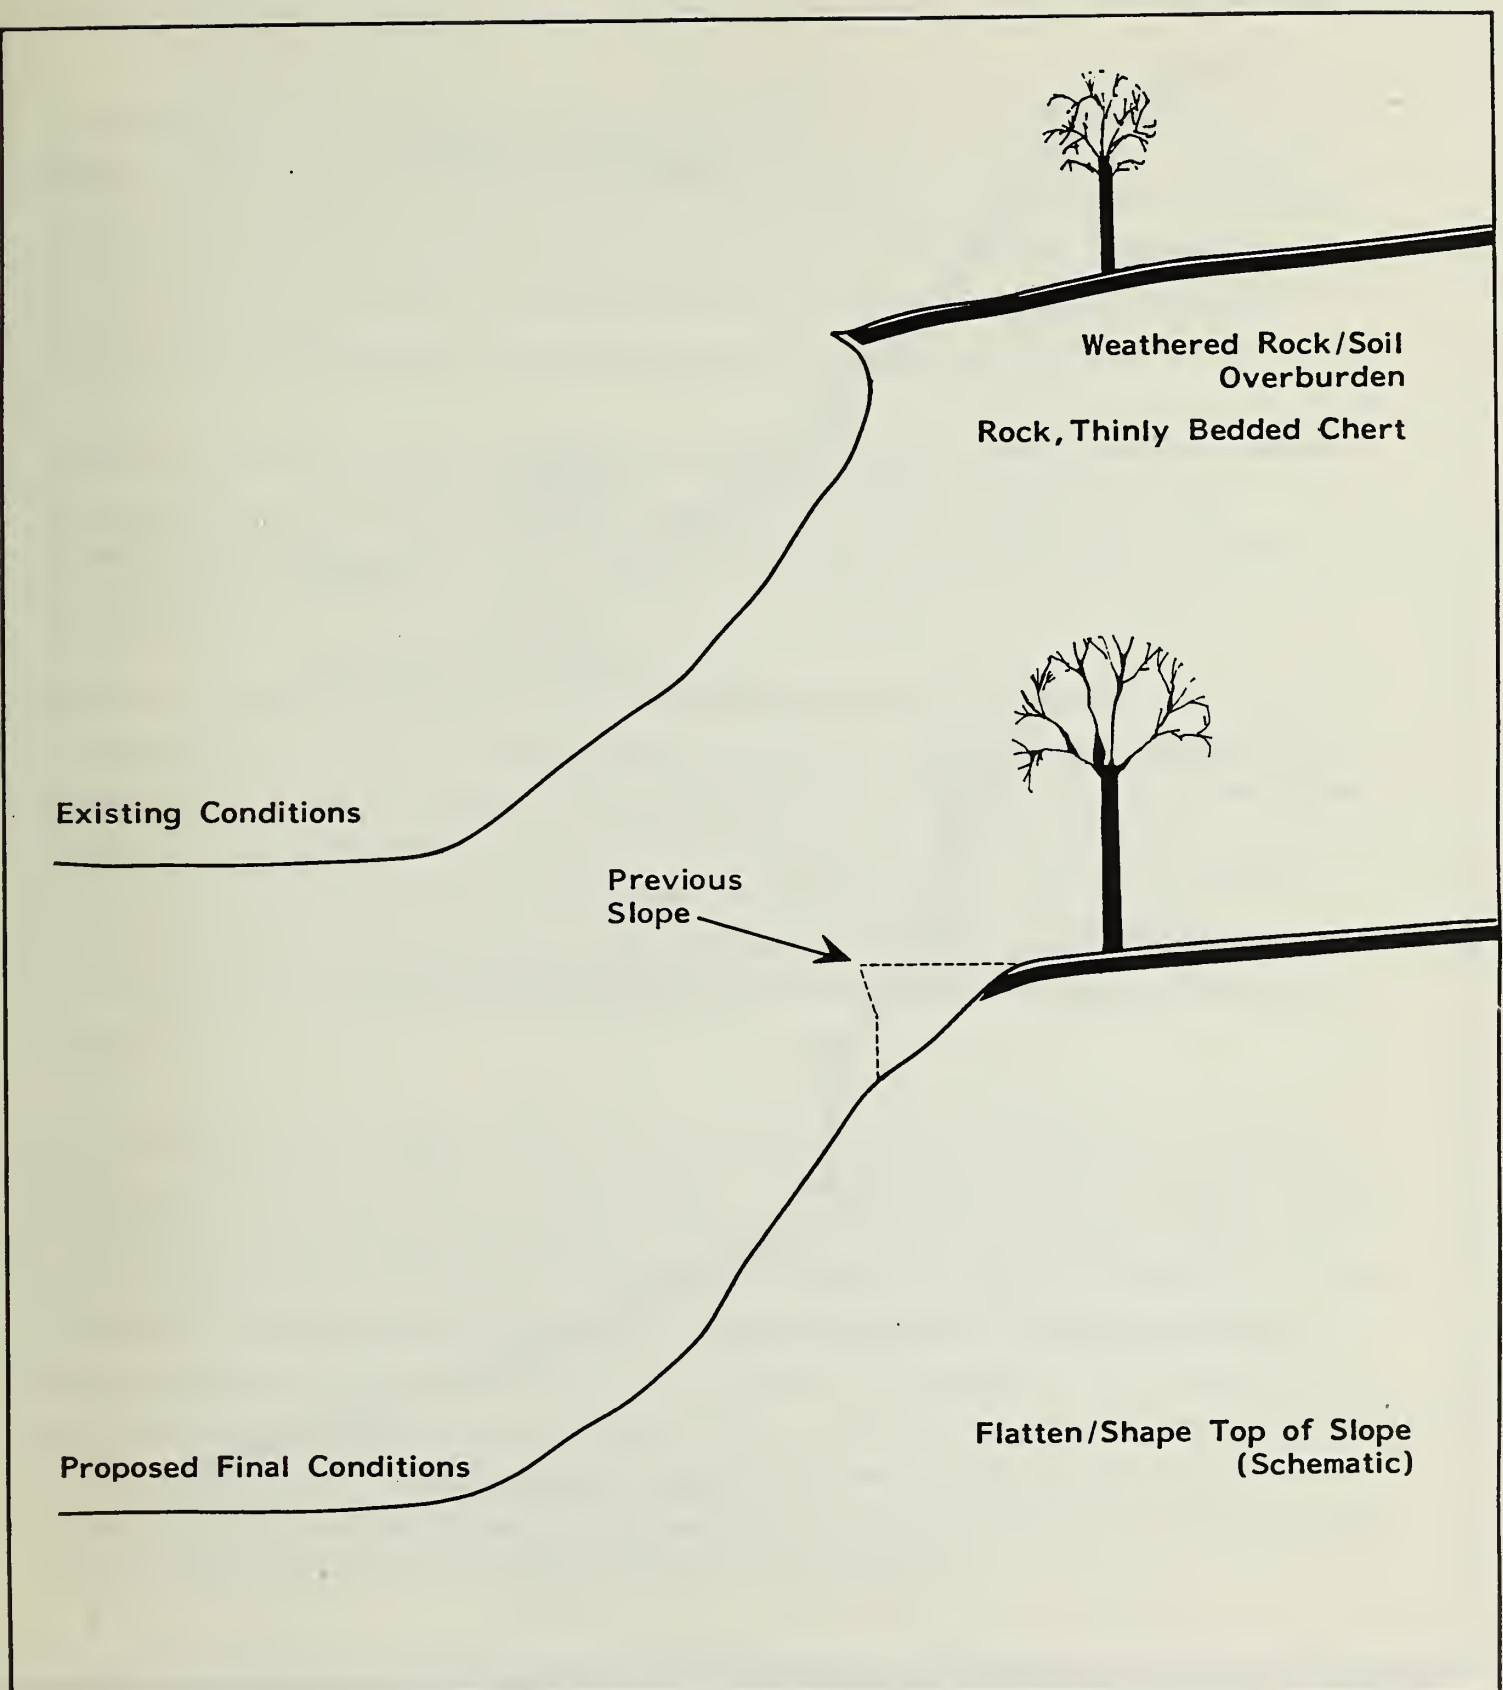 Weathered Rock/Soil
Overburden
Rock, Thinly Bedded Chert
Existing Conditions
Previous
Slope
Flatten/Shape Top of Slope
(Schematic)
Proposed Final Conditions